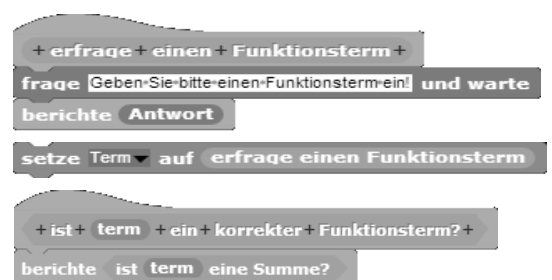 + erfrage + einen + Funktionsterm +
frage Geben Sie bitte einen Funktionsterm ein! und warte
berichte Antwort
setze Term auf erfrage einen Funktionsterm
+ ist + term + ein + korrekter + Funktionsterm? +
berichte ist term eine Summe?